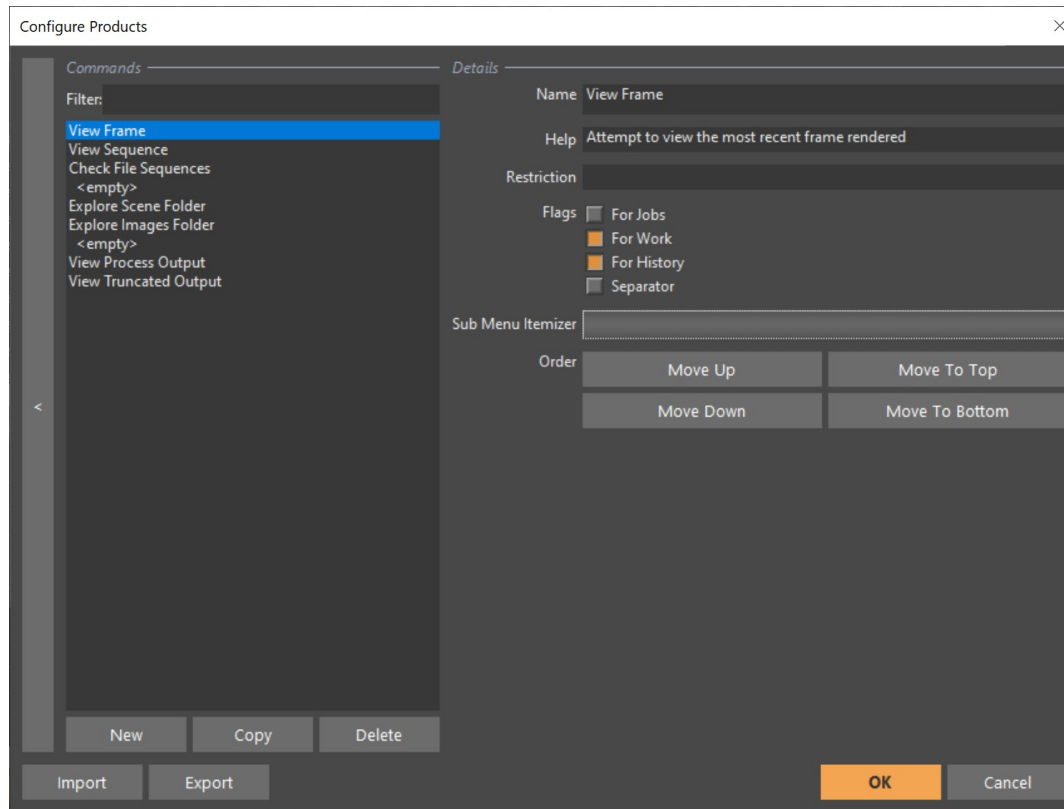 Configure Products
Commands
Filter:
View Frame
View Sequence
Check File Sequences
<empty>
Explore Scene Folder
Explore Images Folder
<empty>
View Process Output
View Truncated Output
New Copy Delete
Details
Name View Frame
Help Attempt to view the most recent frame rendered
Restriction
Flags For Jobs
For Work
For History
Separator
Sub Menu Itemizer
Order Move Up Move To Top
Move Down Move To Bottom
<
Import Export OK Cancel